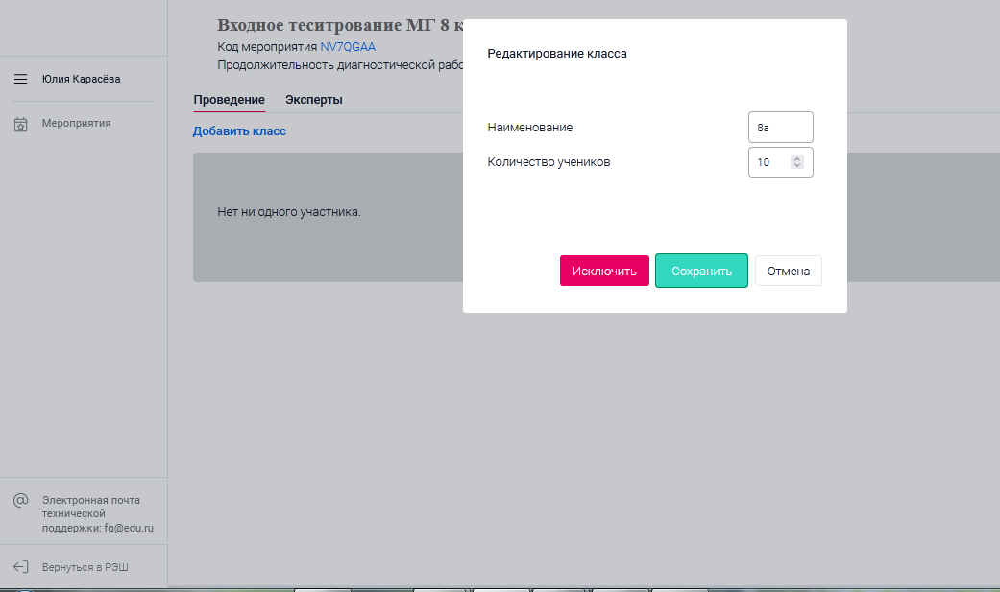 Входное теситрование МГ 8 к
Код мероприятия NV7QGAA
Продолжительность диагностической рабо
Юлия Карасёва
Мероприятия
Проведение Эксперты
Добавить класс
Нет ни одного участника.
Редактирование класса
Наименование 8а
Количество учеников 10
Исключить Сохранить Отмена
Электронная почта
технической
поддержки: fg@edu.ru
Вернуться в РЭШ